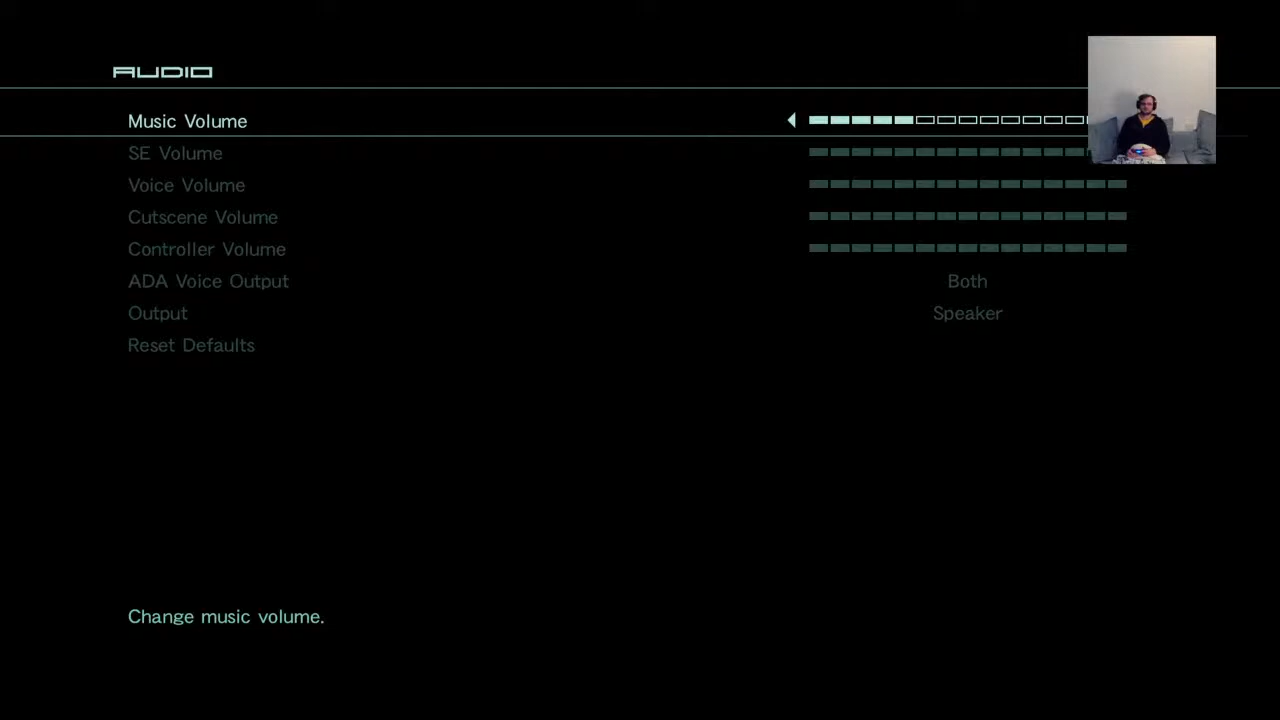 AUDIO
Music Volume
SE Volume
Voice Volume
Cutscene Volume
Controller Volume
ADA Voice Output Both
Output Speaker
Reset Defaults
Change music volume.